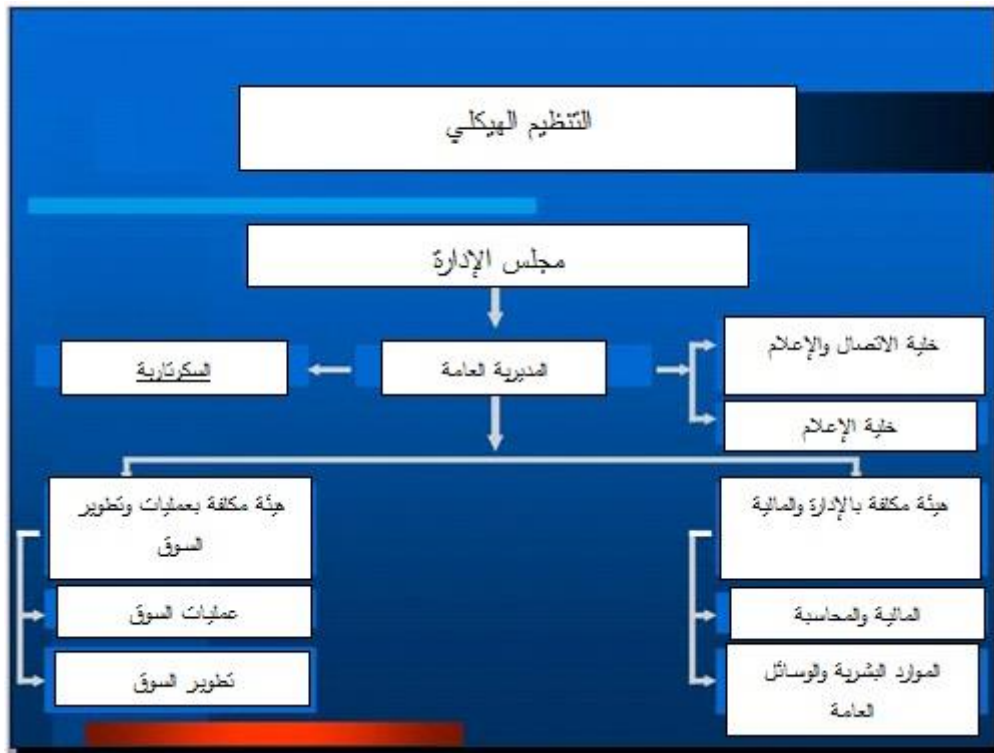 التنظيم الهيكلي
مجلس الإدارة
خلية الاتصال والإعلام
المديرية العامة
السكرتارية
خلية الإعلام
هيئة مكلفة بالإدارة والمالية
هيئة مكلفة بعمليات وتطوير
السوق
المالية والمحاسبة
عمليات السوق
الموارد البشرية والوسائل
العامة
تطوير السوق